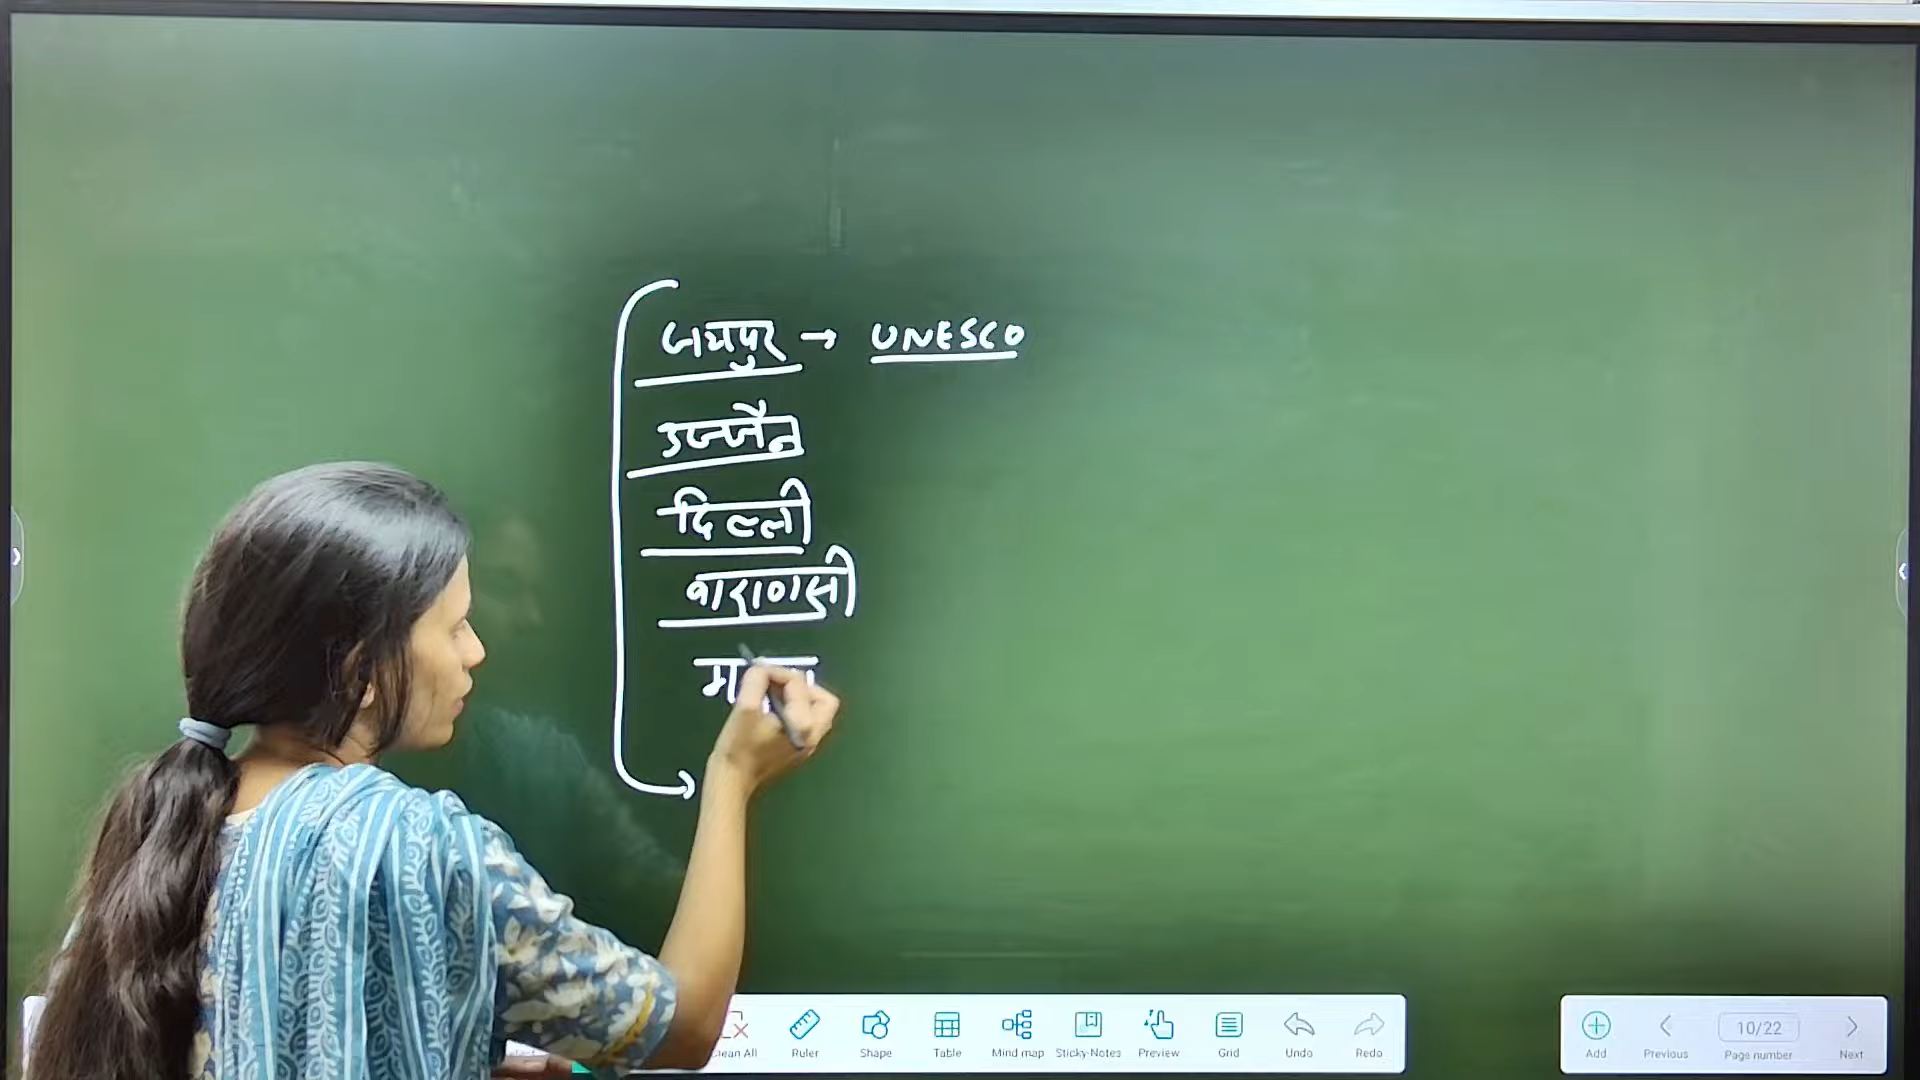 जयपुर → UNESCO
उज्जैन
दिल्ली
वाराणसी
Clean All Ruler Shape Table Mind map Sticky-Notes Preview Grid Undo Redo
Add Previous 10/22 Page number Next